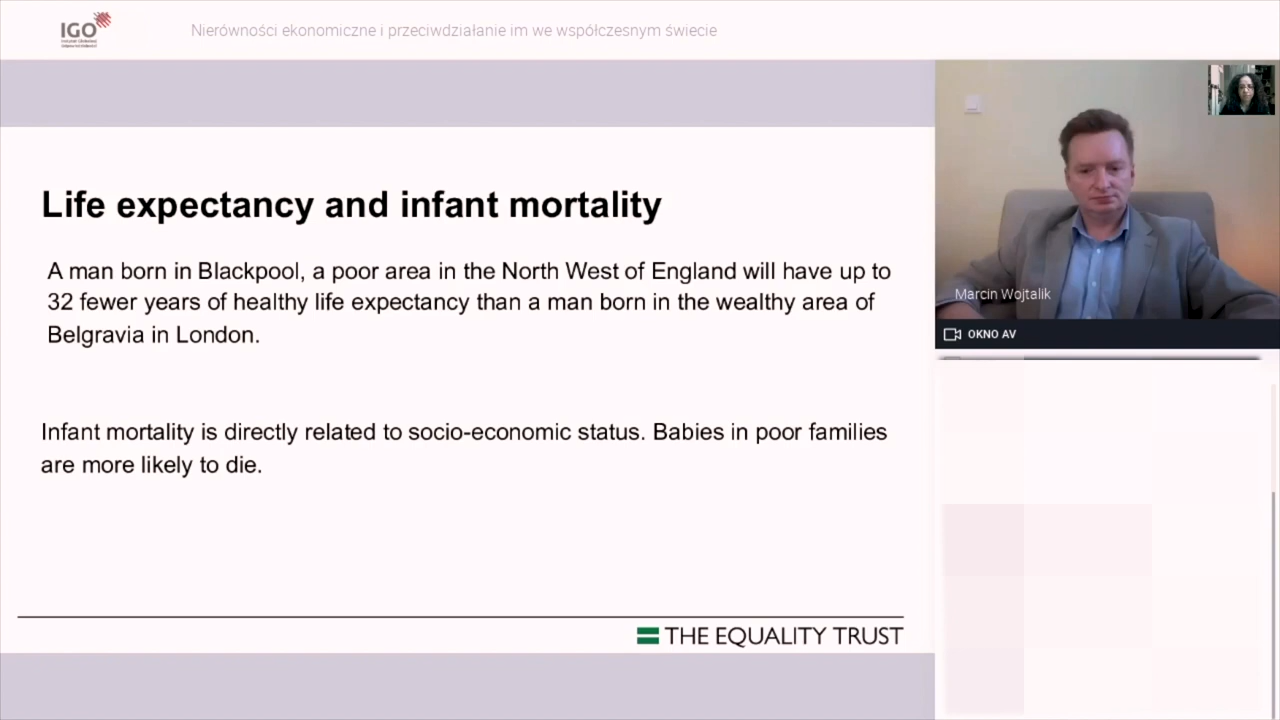 IGO
Nierówności ekonomiczne i przeciwdziałanie im we współczesnym świecie
Life expectancy and infant mortality
A man born in Blackpool, a poor area in the North West of England will have up to
32 fewer years of healthy life expectancy than a man born in the wealthy area of
Belgravia in London.
Infant mortality is directly related to socio-economic status. Babies in poor families
are more likely to die.
THE EQUALITY TRUST
Marcin Wojtalik
OKNO AV